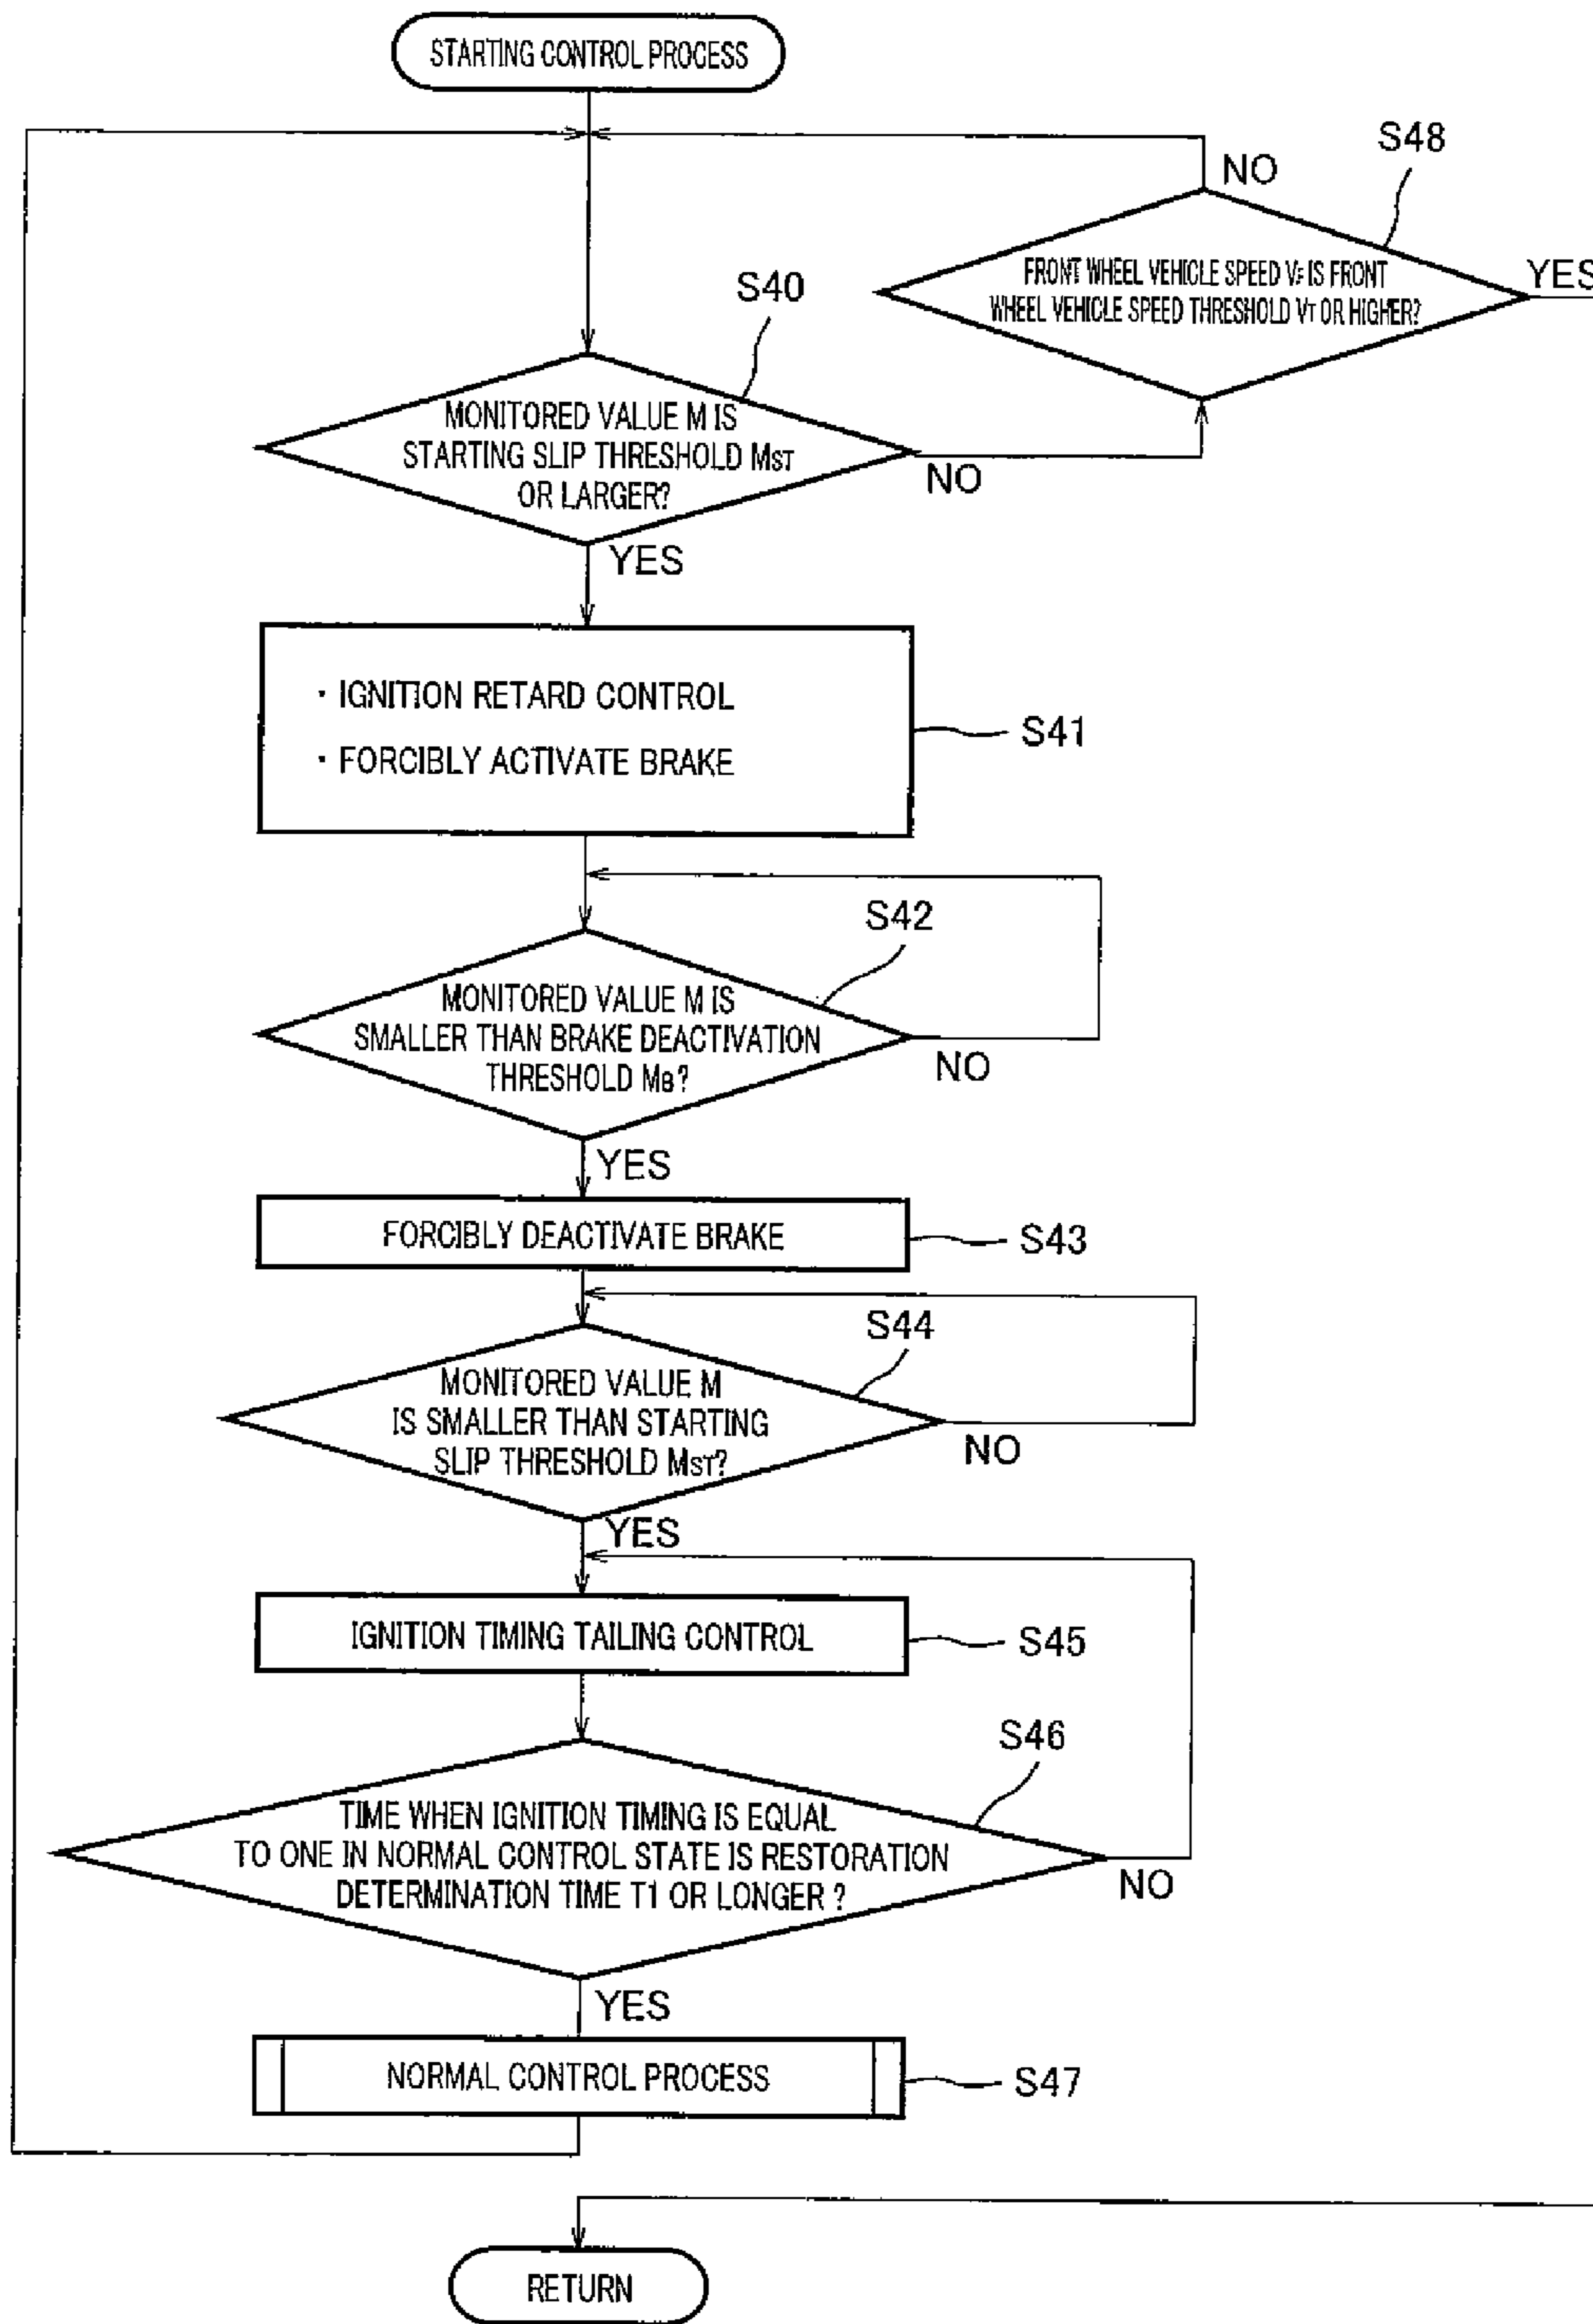 STARTING CONTROL PROCESS
S48
NO
FRONT WHEEL VEHICLE SPEED VF IS FRONT
WHEEL VEHICLE SPEED THRESHOLD VT OR HIGHER?
YES
S40
MONITORED VALUE M IS
STARTING SLIP THRESHOLD MST
OR LARGER?
NO
YES
· IGNITION RETARD CONTROL
· FORCIBLY ACTIVATE BRAKE
S41
S42
MONITORED VALUE M IS
SMALLER THAN BRAKE DEACTIVATION
THRESHOLD MB?
NO
YES
FORCIBLY DEACTIVATE BRAKE
S43
S44
MONITORED VALUE M
IS SMALLER THAN STARTING
SLIP THRESHOLD MST?
NO
YES
IGNITION TIMING TAILING CONTROL
S45
S46
TIME WHEN IGNITION TIMING IS EQUAL
TO ONE IN NORMAL CONTROL STATE IS RESTORATION
DETERMINATION TIME T1 OR LONGER ?
NO
YES
NORMAL CONTROL PROCESS
S47
RETURN